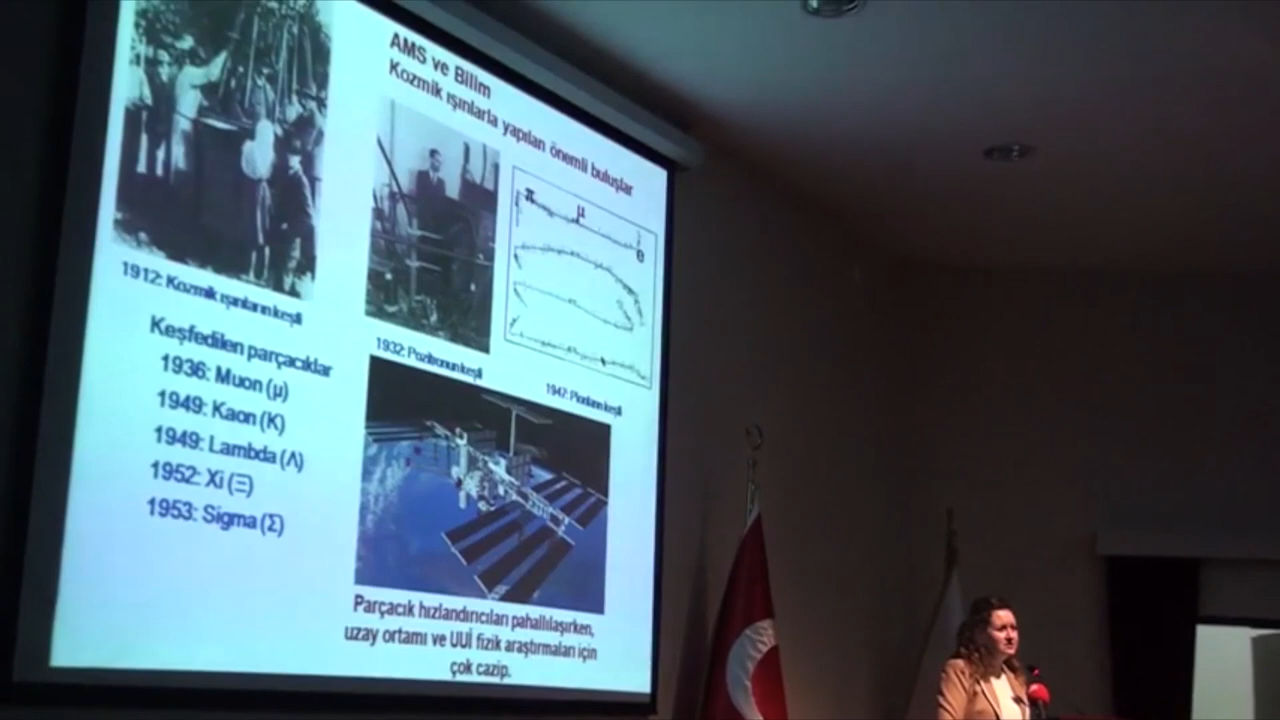 AMS ve Bilim
Kozmik ışınlarla yapılan önemli buluşlar
π
μ
e
1912: Kozmik ışınların keşfi
1932: Pozitronun keşfi
1947: Pionların keşfi
Keşfedilen parçacıklar
1936: Muon (μ)
1949: Kaon (K)
1949: Lambda (Λ)
1952: Xi (Ξ)
1953: Sigma (Σ)
Parçacık hızlandırıcıları pahalılaşırken,
uzay ortamı ve UUİ fizik araştırmaları için
çok cazip.